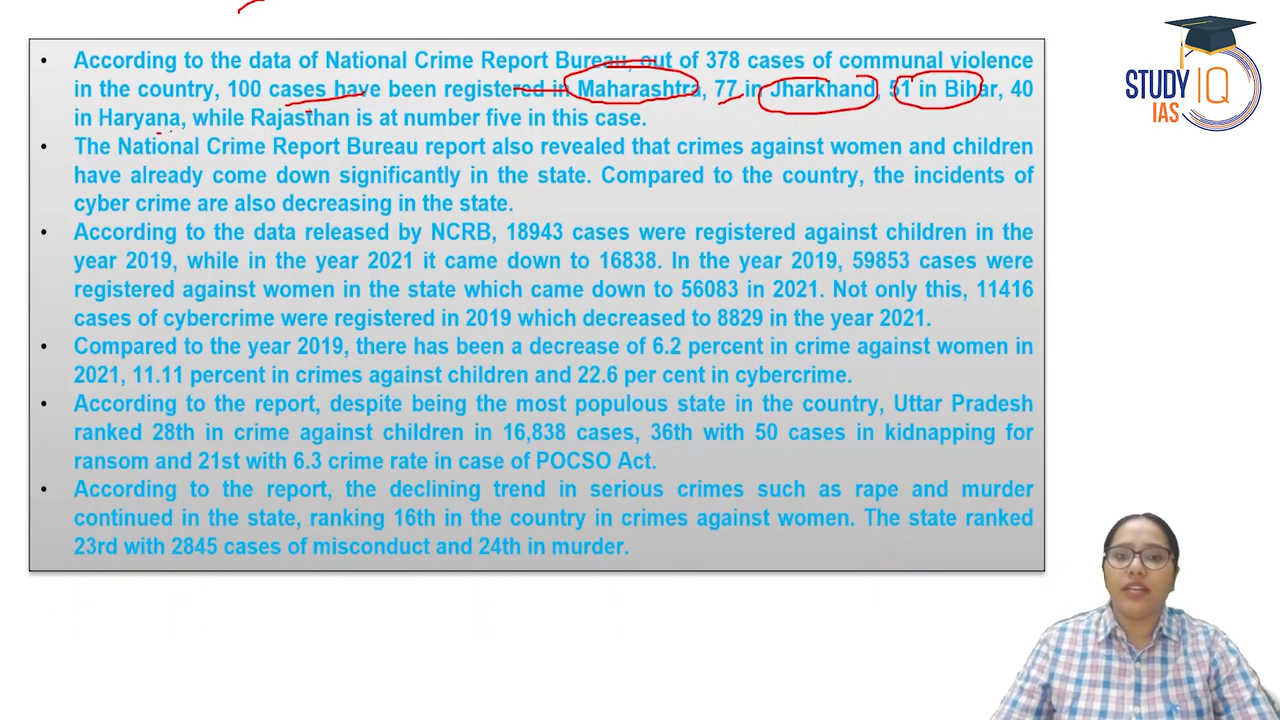 • According to the data of National Crime Report Bureau, out of 378 cases of communal violence
in the country, 100 cases have been registered in Maharashtra, 77 in Jharkhand, 51 in Bihar, 40
in Haryana, while Rajasthan is at number five in this case.
• The National Crime Report Bureau report also revealed that crimes against women and children
have already come down significantly in the state. Compared to the country, the incidents of
cyber crime are also decreasing in the state.
• According to the data released by NCRB, 18943 cases were registered against children in the
year 2019, while in the year 2021 it came down to 16838. In the year 2019, 59853 cases were
registered against women in the state which came down to 56083 in 2021. Not only this, 11416
cases of cybercrime were registered in 2019 which decreased to 8829 in the year 2021.
• Compared to the year 2019, there has been a decrease of 6.2 percent in crime against women in
2021, 11.11 percent in crimes against children and 22.6 per cent in cybercrime.
• According to the report, despite being the most populous state in the country, Uttar Pradesh
ranked 28th in crime against children in 16,838 cases, 36th with 50 cases in kidnapping for
ransom and 21st with 6.3 crime rate in case of POCSO Act.
• According to the report, the declining trend in serious crimes such as rape and murder
continued in the state, ranking 16th in the country in crimes against women. The state ranked
23rd with 2845 cases of misconduct and 24th in murder.
STUDY IQ
IAS